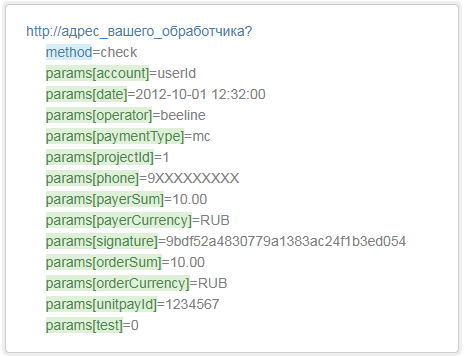 http://адрес_вашего_обработчика?
method=check
params[account]=userId
params[date]=2012-10-01 12:32:00
params[operator]=beeline
params[paymentType]=mc
params[projectId]=1
params[phone]=9XXXXXXXXX
params[payerSum]=10.00
params[payerCurrency]=RUB
params[signature]=9bdf52a4830779a1383ac24f1b3ed054
params[orderSum]=10.00
params[orderCurrency]=RUB
params[unitpayId]=1234567
params[test]=0